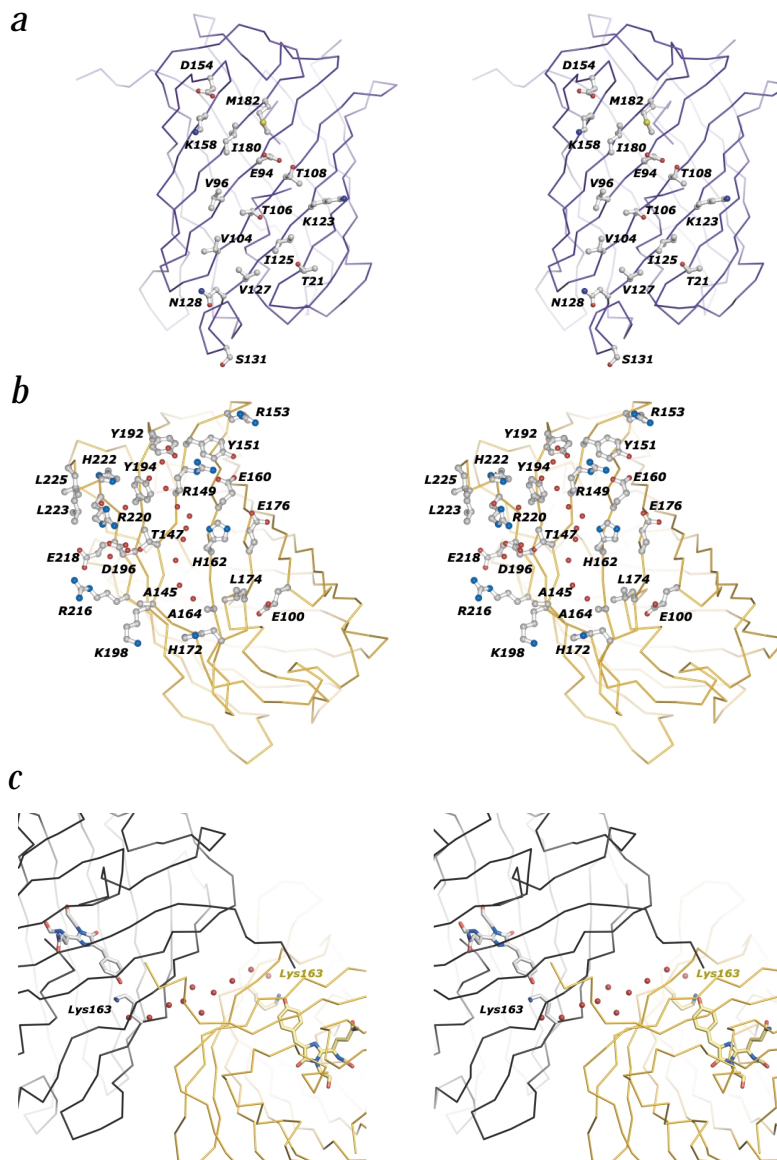 a
D154 D154
M182 M182
K158 I180 K158 I180
E94 T108 E94 T108
V96 V96
T106 K123 T106 K123
V104 V104
I125 I125
V127 T21 V127 T21
N128 N128
S131 S131
b
R153 R153
Y192 Y151 Y192 Y151
H222 Y194 H222 Y194
L225 R149 E160 L225 R149 E160
L223 R220 E176 L223 R220 E176
T147 T147
E218 D196 H162 E218 D196 H162
A145 L174 A145 L174
R216 A164 E100 R216 A164 E100
K198 H172 K198 H172
c
Lys163 Lys163
Lys163 Lys163